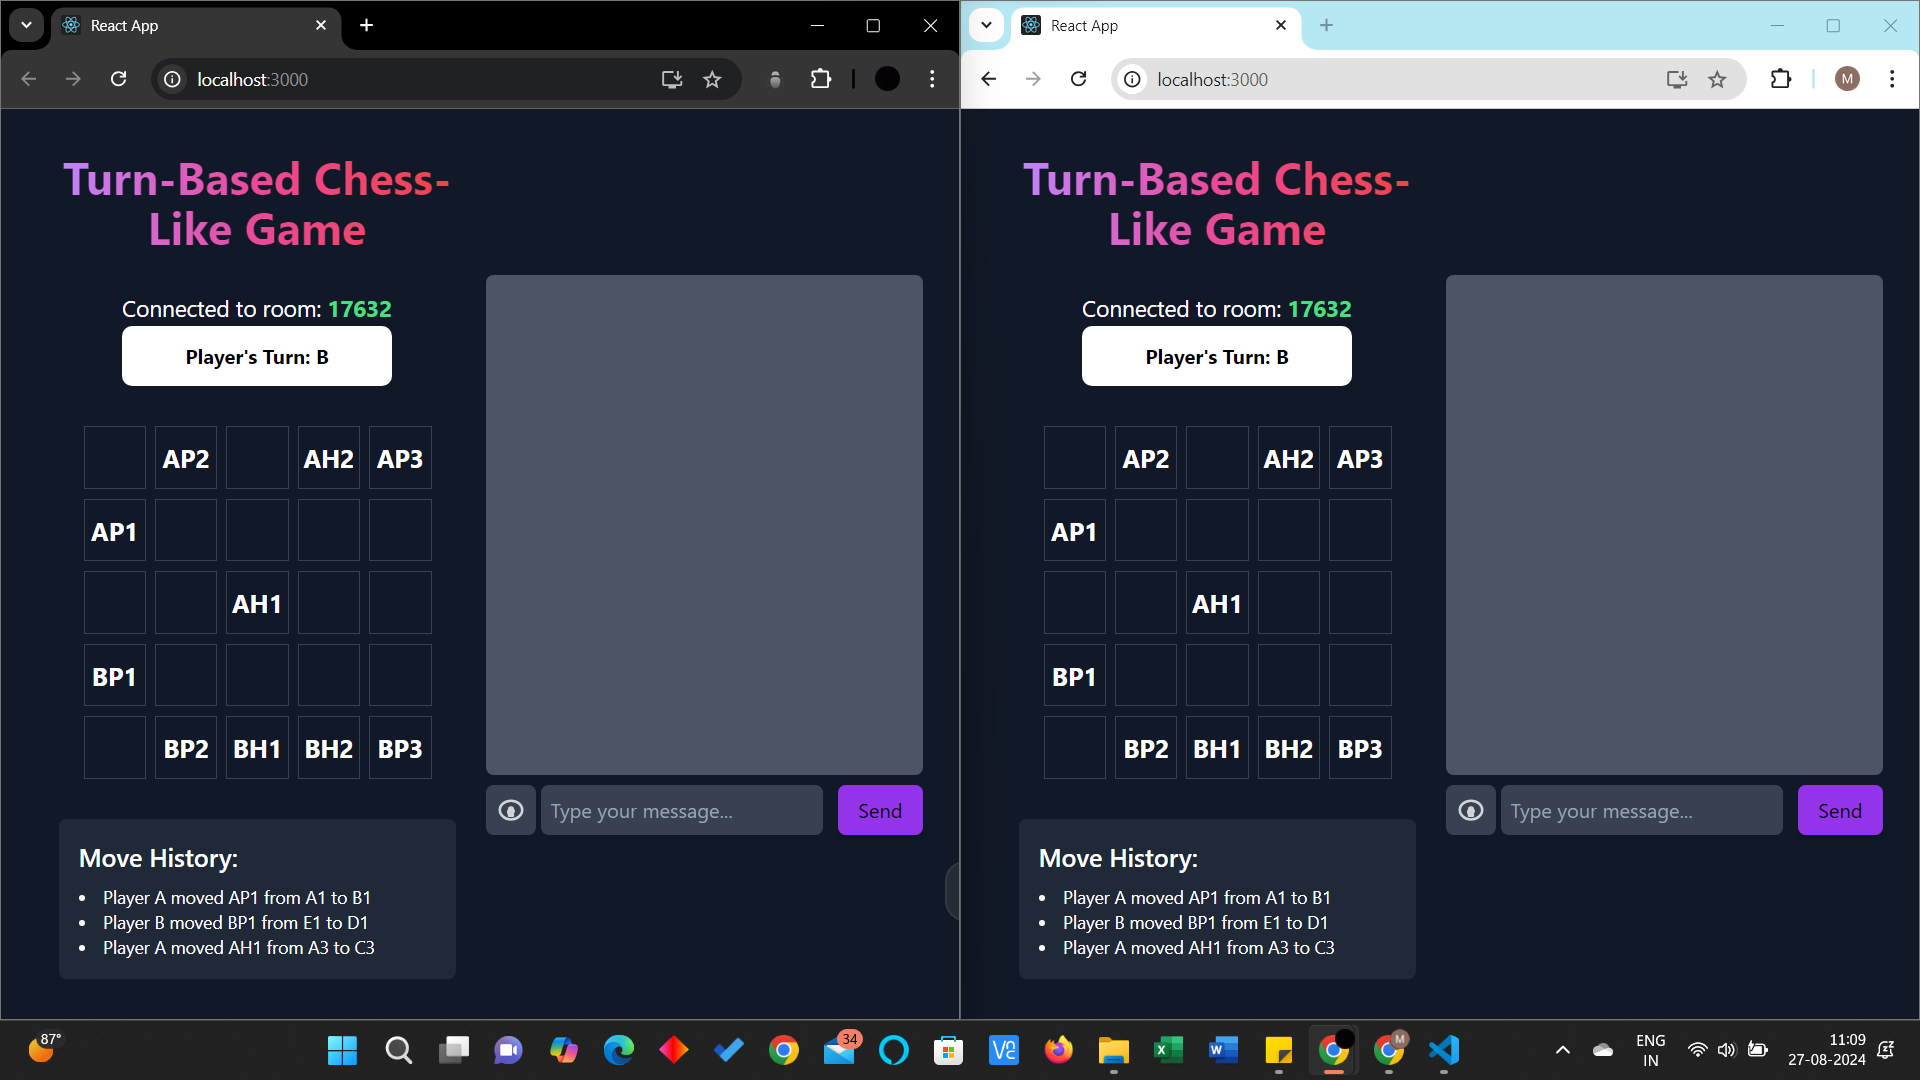 React App
localhost:3000
Turn-Based Chess-
Like Game
Connected to room: 17632
Player's Turn: B
AP2 AH2 AP3
AP1
AH1
BP1
BP2 BH1 BH2 BP3
Type your message...
Send
Move History:
• Player A moved AP1 from A1 to B1
• Player B moved BP1 from E1 to D1
• Player A moved AH1 from A3 to C3
React App
localhost:3000
M
Turn-Based Chess-
Like Game
Connected to room: 17632
Player's Turn: B
AP2 AH2 AP3
AP1
AH1
BP1
BP2 BH1 BH2 BP3
Type your message...
Send
Move History:
• Player A moved AP1 from A1 to B1
• Player B moved BP1 from E1 to D1
• Player A moved AH1 from A3 to C3
87°
34
M
ENG
IN
11:09
27-08-2024